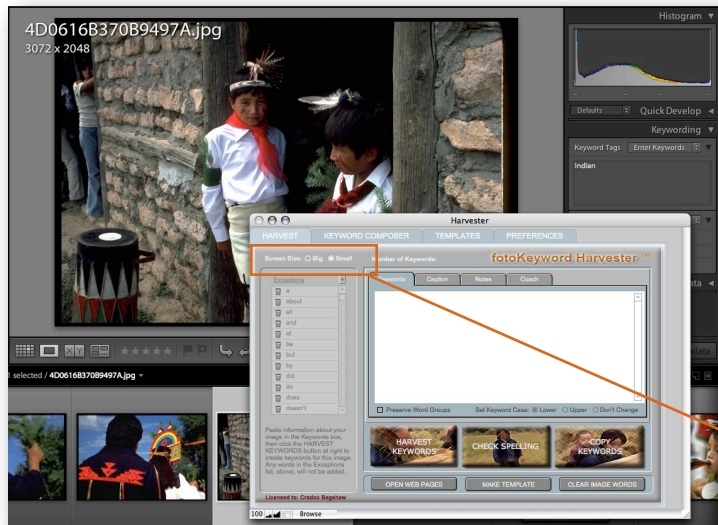 4D0616B370B9497A.jpg
3072 x 2048
Histogram
Defaults
Quick Develop
Keywording
Keyword Tags
Enter Keywords
Indian
Harvester
HARVEST
KEYWORD COMPOSER
TEMPLATES
PREFERENCES
Screen Size: Big Small
Number of Keywords:
fotoKeyword Harvester ™
Exceptions
a
about
all
and
at
be
but
by
did
do
does
doesn't
Keywords
Caption
Notes
Coach
Preserve Word Groups
Set Keyword Case: Lower Upper Don't Change
Paste information about your
image in the Keywords box,
then click the HARVEST
KEYWORDS button at right to
create keywords for this image.
Any words in the Exceptions
list, above, will not be added.
HARVEST
KEYWORDS
CHECK SPELLING
COPY
KEYWORDS
OPEN WEB PAGES
MAKE TEMPLATE
CLEAR IMAGE WORDS
Licensed to: Cradoc Bagshaw
100
Browse
XY
selected / 4D0616B370B9497A.jpg